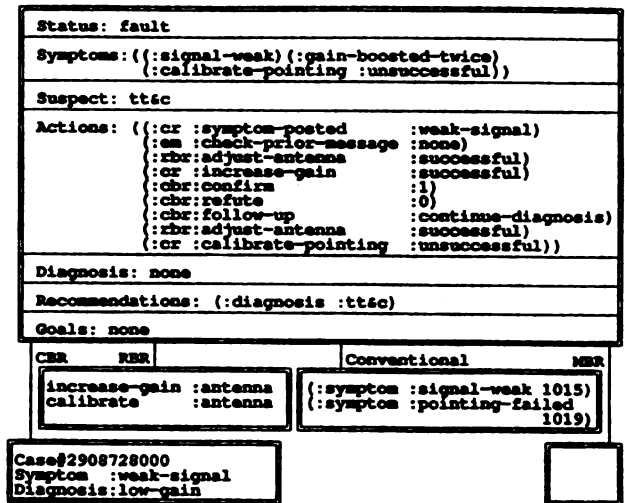 Status: fault
Symptoms:((:signal-weak)(:gain-boosted-twice)
(:calibrate-pointing :unsuccessful))
Suspect: tt&c
Actions: ((:cr :symptom-posted :weak-signal)
(:em :check-prior-message :none)
(:rbr:adjust-antenna :successful)
(:cr :increase-gain :successful)
(:cbr:confirm :1)
(:cbr:refute :0)
(:cbr:follow-up :continue-diagnosis)
(:rbr:adjust-antenna :successful)
(:cr :calibrate-pointing :unsuccessful))
Diagnosis: none
Recommendations: (:diagnosis :tt&c)
Goals: none
CBR RBR Conventional MBR
increase-gain :antenna
calibrate :antenna
(:symptom :signal-weak 1015)
(:symptom :pointing-failed
1019)
Case#2908728000
Symptom :weak-signal
Diagnosis:low-gain